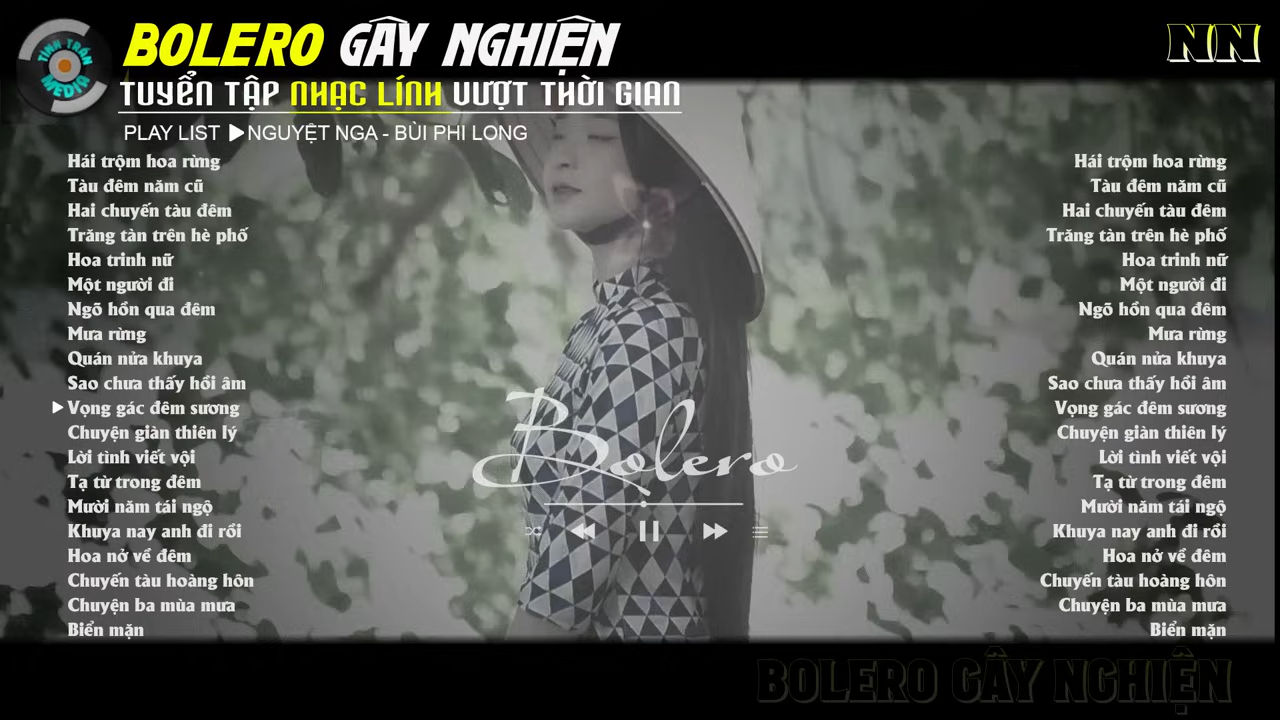 TÌNH TRẦN
MEDIA
BOLERO GÂY NGHIỆN
NN
TUYỂN TẬP NHẠC LÍNH VƯỢT THỜI GIAN
PLAY LIST NGUYỆT NGA - BÙI PHI LONG
Hái trộm hoa rừng
Tàu đêm năm cũ
Hai chuyến tàu đêm
Trăng tàn trên hè phố
Hoa trinh nữ
Một người đi
Ngõ hồn qua đêm
Mưa rừng
Quán nửa khuya
Sao chưa thấy hồi âm
Vọng gác đêm sương
Chuyện giàn thiên lý
Lời tình viết vội
Tạ từ trong đêm
Mười năm tái ngộ
Khuya nay anh đi rồi
Hoa nở về đêm
Chuyến tàu hoàng hôn
Chuyện ba mùa mưa
Biển mặn
Bolero
Hái trộm hoa rừng
Tàu đêm năm cũ
Hai chuyến tàu đêm
Trăng tàn trên hè phố
Hoa trinh nữ
Một người đi
Ngõ hồn qua đêm
Mưa rừng
Quán nửa khuya
Sao chưa thấy hồi âm
Vọng gác đêm sương
Chuyện giàn thiên lý
Lời tình viết vội
Tạ từ trong đêm
Mười năm tái ngộ
Khuya nay anh đi rồi
Hoa nở về đêm
Chuyến tàu hoàng hôn
Chuyện ba mùa mưa
Biển mặn
BOLERO GÂY NGHIỆN